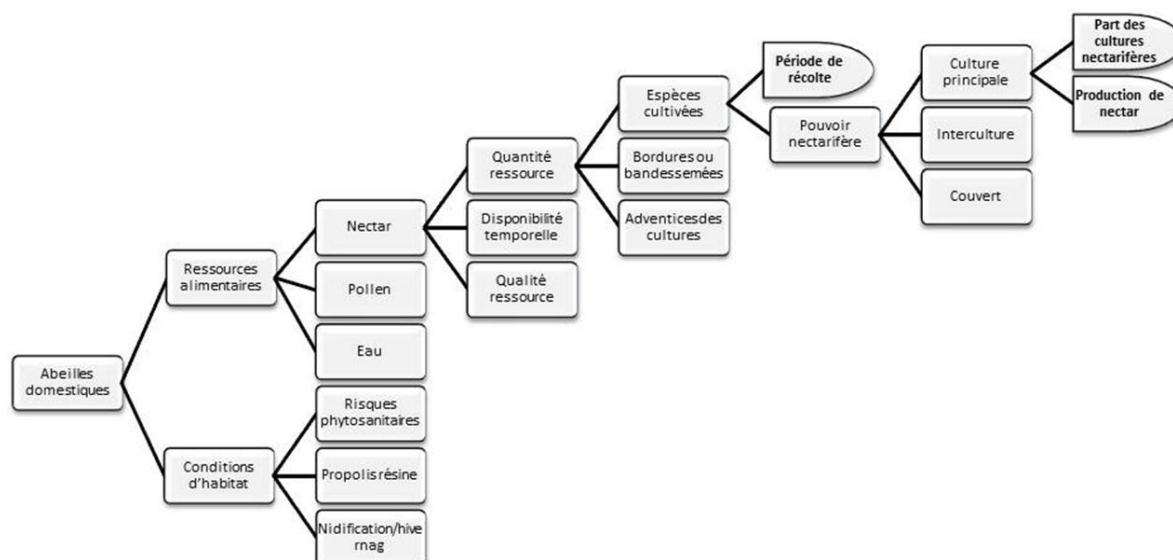 Part des
cultures
nectarifères
Période de
récolte
Culture
principale
Production de
nectar
Espèces
cultivées
Pouvoir
nectarifère
Interculture
Quantité
ressource
Bordures ou
bandessemées
Couvert
Nectar
Disponibilité
temporelle
Adventicesdes
cultures
Ressources
alimentaires
Pollen
Qualité
ressource
Eau
Abeilles
domestiques
Risques
phytosanitaires
Conditions
d'habitat
Propolisrésine
Nidification/hive
rnag